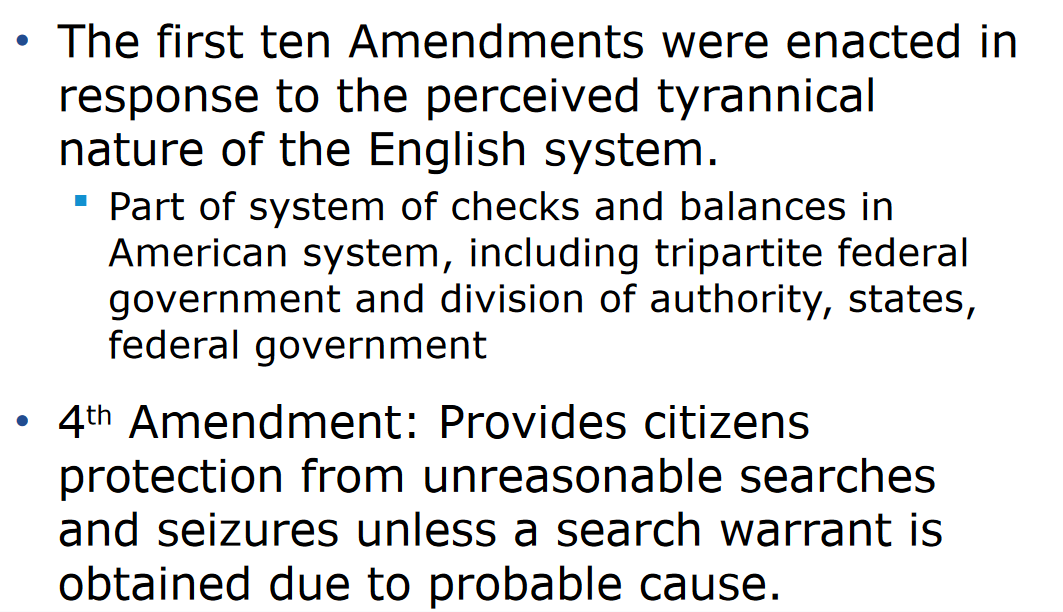 • The first ten Amendments were enacted in
response to the perceived tyrannical
nature of the English system.
▪ Part of system of checks and balances in
American system, including tripartite federal
government and division of authority, states,
federal government
• 4th Amendment: Provides citizens
protection from unreasonable searches
and seizures unless a search warrant is
obtained due to probable cause.